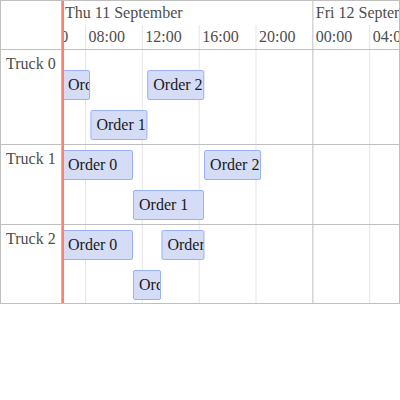 Thu 11 September Fri 12 Septer
0 08:00 12:00 16:00 20:00 00:00 04:0
Truck 0
Orc Order 2
Order 1
Truck 1
Order 0 Order 2
Order 1
Truck 2
Order 0 Order
Orc